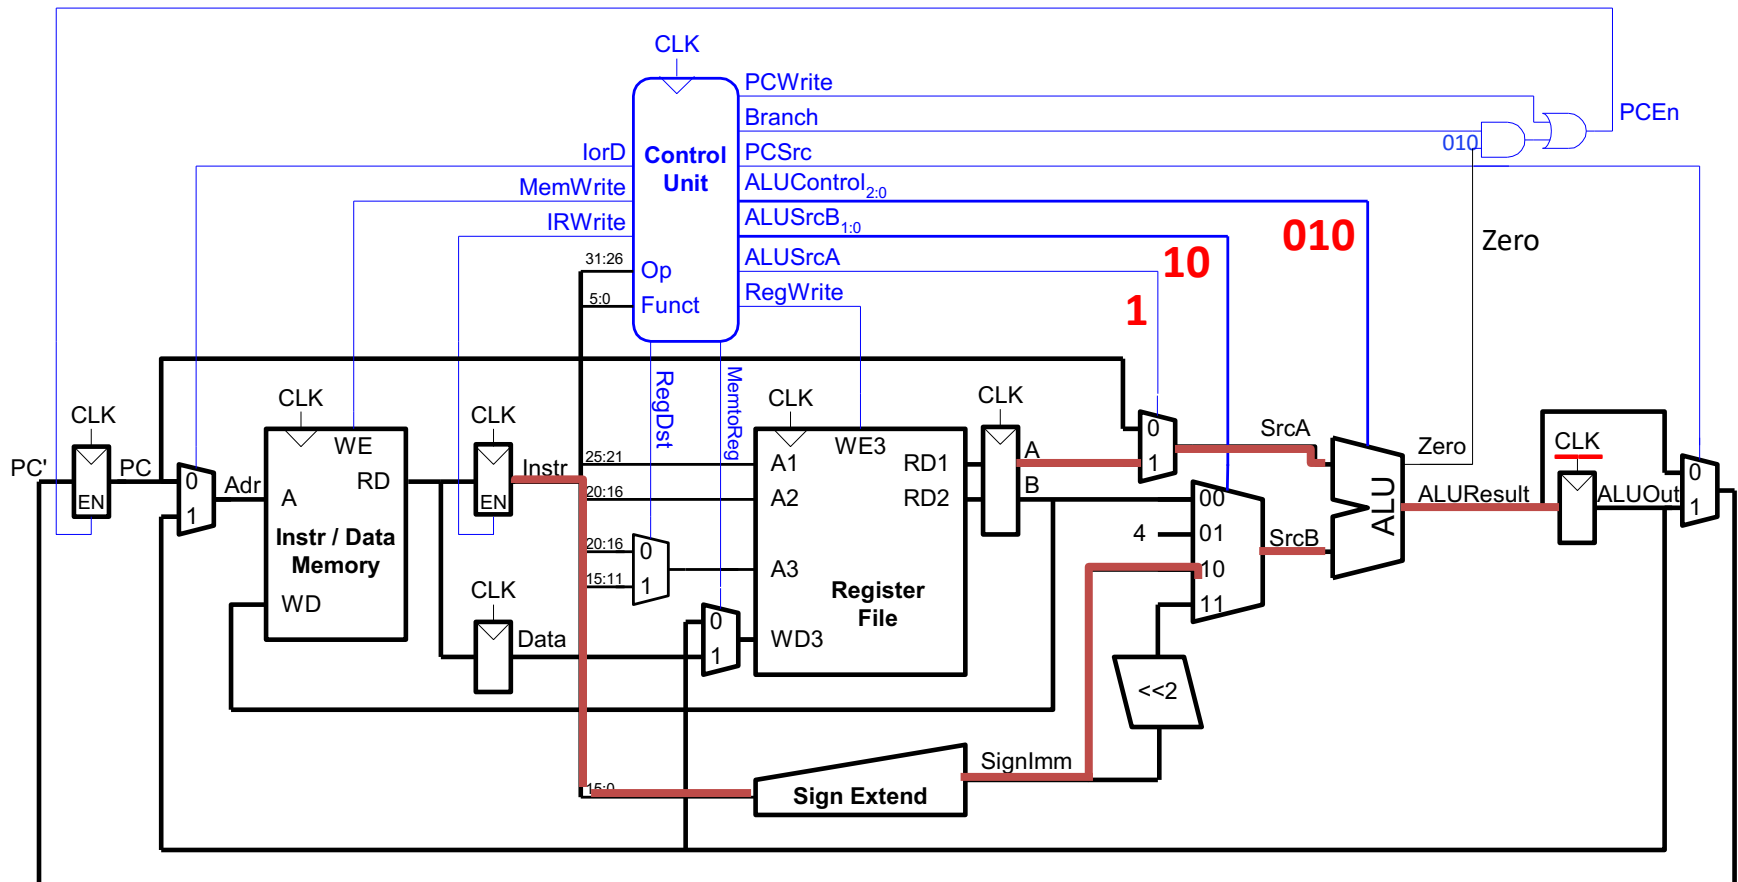 CLK
PCWrite
Branch
PCEn
010
IorD
Control
Unit
PCSrc
MemWrite
ALUControl2:0
IRWrite
ALUSrcB1:0
010
Zero
31:26
Op
ALUSrcA
10
5:0
Funct
RegWrite
1
RegDst
MemtoReg
CLK
CLK
CLK
CLK
CLK
WE
WE3
0
SrcA
Zero
CLK
PC'
PC
0
Adr
A
RD
EN
Instr
25:21
A1
RD1
A
1
0
EN
20:16
A2
RD2
B
00
ALU
ALUResult
ALUOut
1
1
Instr / Data
Memory
20:16
0
4
01
SrcB
15:11
1
A3
10
WD
CLK
Register
File
11
Data
0
1
WD3
<<2
SignImm
15:0
Sign Extend